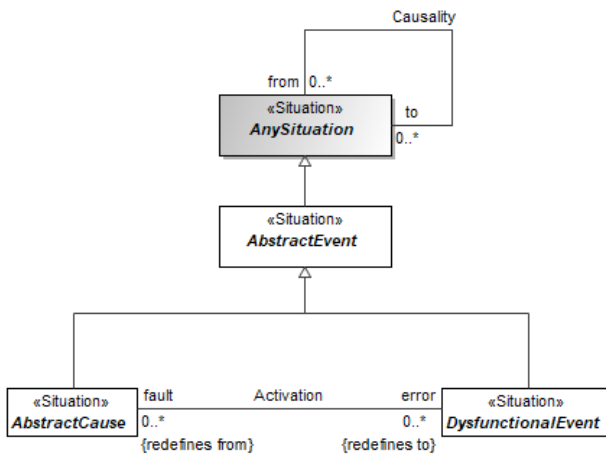 Causality
from 0..*
«Situation»
AnySituation
to
0..*
«Situation»
AbstractEvent
«Situation»
AbstractCause
fault
0..*
{redefines from}
Activation
error
0..*
{redefines to}
«Situation»
DysfunctionalEvent